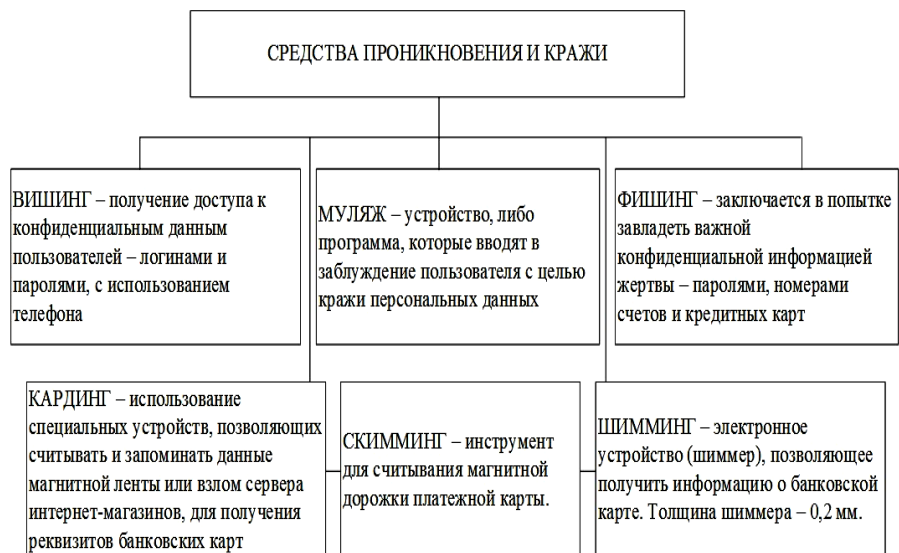 СРЕДСТВА ПРОНИКНОВЕНИЯ И КРАЖИ
ВИШИНГ – получение доступа к
конфиденциальным данным
пользователей – логинами и
паролями, с использованием
телефона
МУЛЯЖ – устройство, либо
программа, которые вводят в
заблуждение пользователя с целью
кражи персональных данных
ФИШИНГ – заключается в попытке
завладеть важной
конфиденциальной информацией
жертвы – паролями, номерами
счетов и кредитных карт
КАРДИНГ – использование
специальных устройств, позволяющих
считывать и запоминать данные
магнитной ленты или взлом сервера
интернет-магазинов, для получения
реквизитов банковских карт
СКИММИНГ – инструмент
для считывания магнитной
дорожки платежной карты.
ШИММИНГ – электронное
устройство (шиммер), позволяющее
получить информацию о банковской
карте. Толщина шиммера – 0,2 мм.